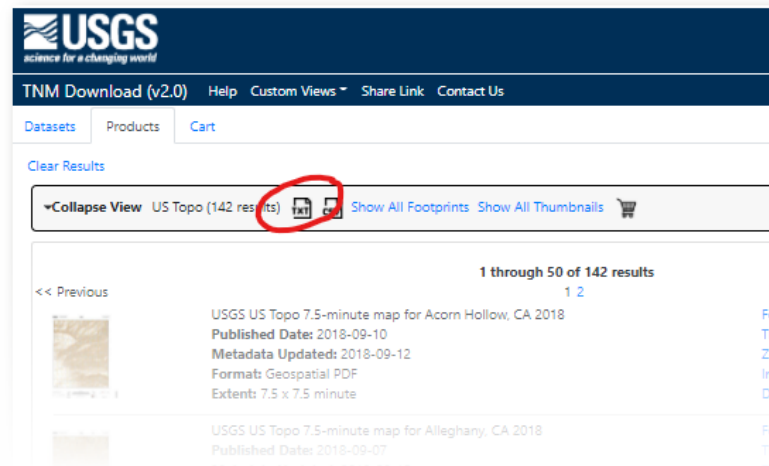 USGS
science for a changing world
TNM Download (v2.0) Help Custom Views Share Link Contact Us
Datasets Products Cart
Clear Results
Collapse View US Topo (142 results) TXT Show All Footprints Show All Thumbnails
1 through 50 of 142 results
<< Previous
1 2
USGS US Topo 7.5-minute map for Acorn Hollow, CA 2018
Published Date: 2018-09-10
Metadata Updated: 2018-09-12
Format: Geospatial PDF
Extent: 7.5 x 7.5 minute
USGS US Topo 7.5-minute map for Alleghany, CA 2018
Published Date: 2018-09-07